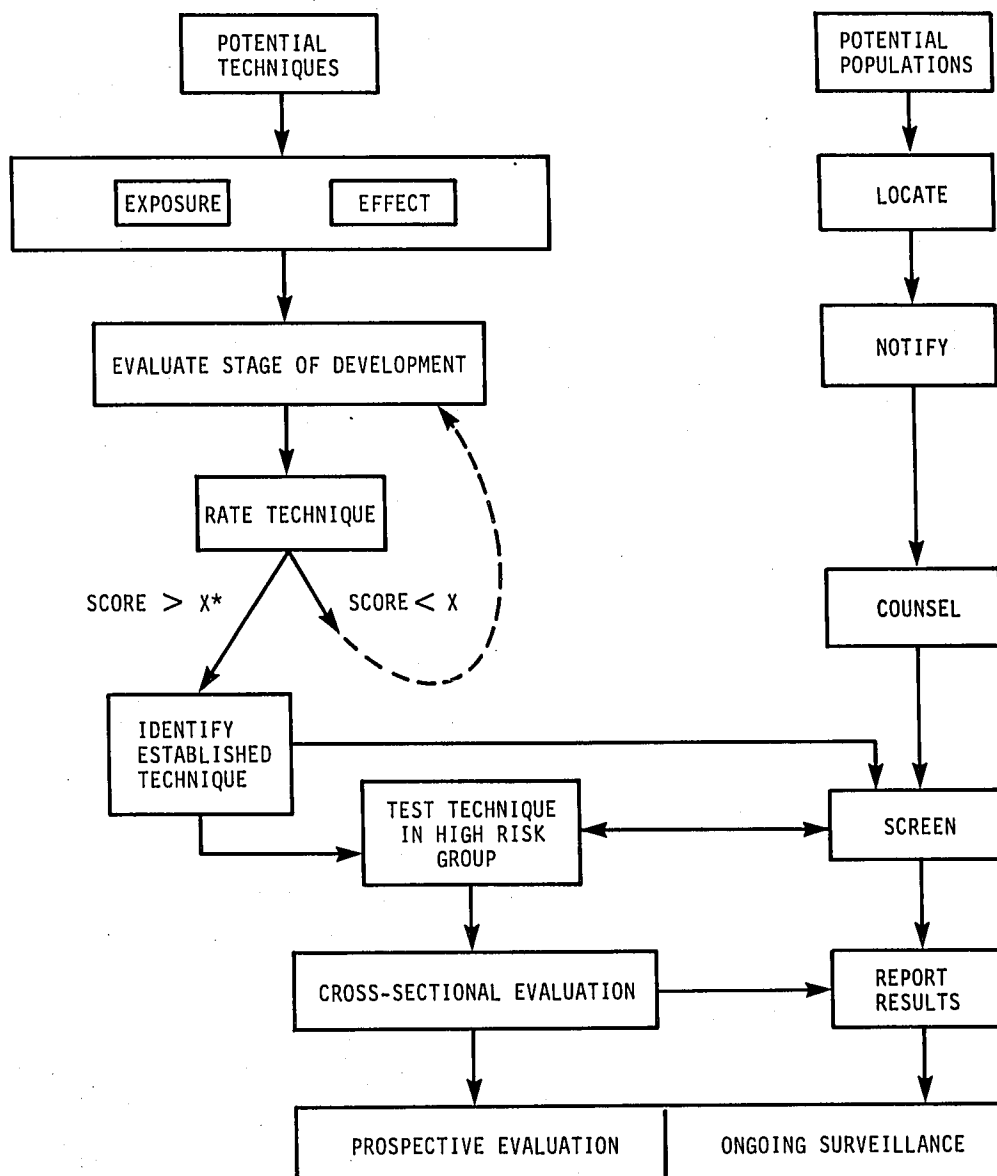 POTENTIAL
TECHNIQUES
POTENTIAL
POPULATIONS
EXPOSURE
EFFECT
LOCATE
EVALUATE STAGE OF DEVELOPMENT
NOTIFY
RATE TECHNIQUE
SCORE > X*
SCORE < X
COUNSEL
IDENTIFY
ESTABLISHED
TECHNIQUE
TEST TECHNIQUE
IN HIGH RISK
GROUP
SCREEN
CROSS-SECTIONAL EVALUATION
REPORT
RESULTS
PROSPECTIVE EVALUATION
ONGOING SURVEILLANCE